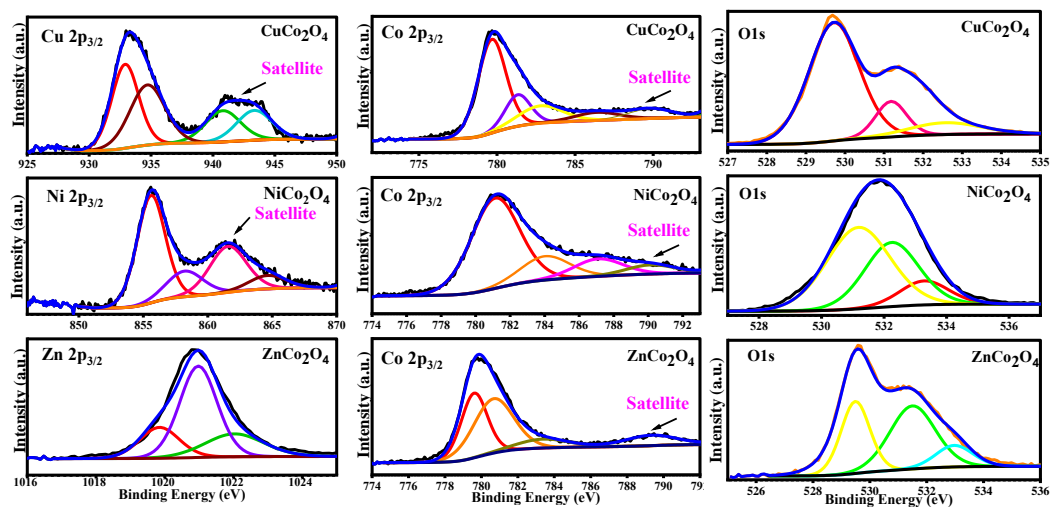 Cu 2p3/2 CuCo2O4
Satellite
Intensity (a.u.)
925 930 935 940 945 950
Co 2p3/2 CuCo2O4
Satellite
Intensity (a.u.)
775 780 785 790
O1s CuCo2O4
Intensity (a.u.)
527 528 529 530 531 532 533 534 535
Ni 2p3/2 NiCo2O4
Satellite
Intensity (a.u.)
850 855 860 865 870
Co 2p3/2 NiCo2O4
Satellite
Intensity (a.u.)
774 776 778 780 782 784 786 788 790 792
O1s NiCo2O4
Intensity (a.u.)
528 530 532 534 536
Zn 2p3/2 ZnCo2O4
Intensity (a.u.)
1016 1018 1020 1022 1024
Binding Energy (eV)
Co 2p3/2 ZnCo2O4
Satellite
Intensity (a.u.)
774 776 778 780 782 784 786 788 790
Binding Energy (eV)
O1s ZnCo2O4
Intensity (a.u.)
526 528 530 532 534 536
Binding Energy (eV)